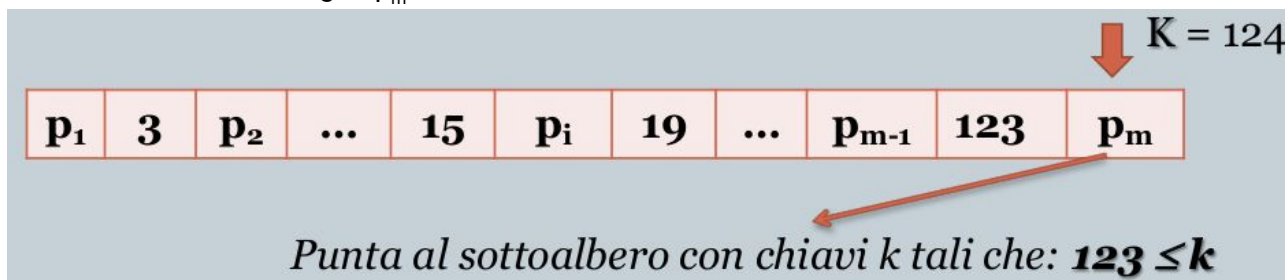 p₁ 3 p₂ ... 15 pᵢ 19 ... pₘ₋₁ 123 pₘ
K = 124
Punta al sottoalbero con chiavi k tali che: 123 ≤k